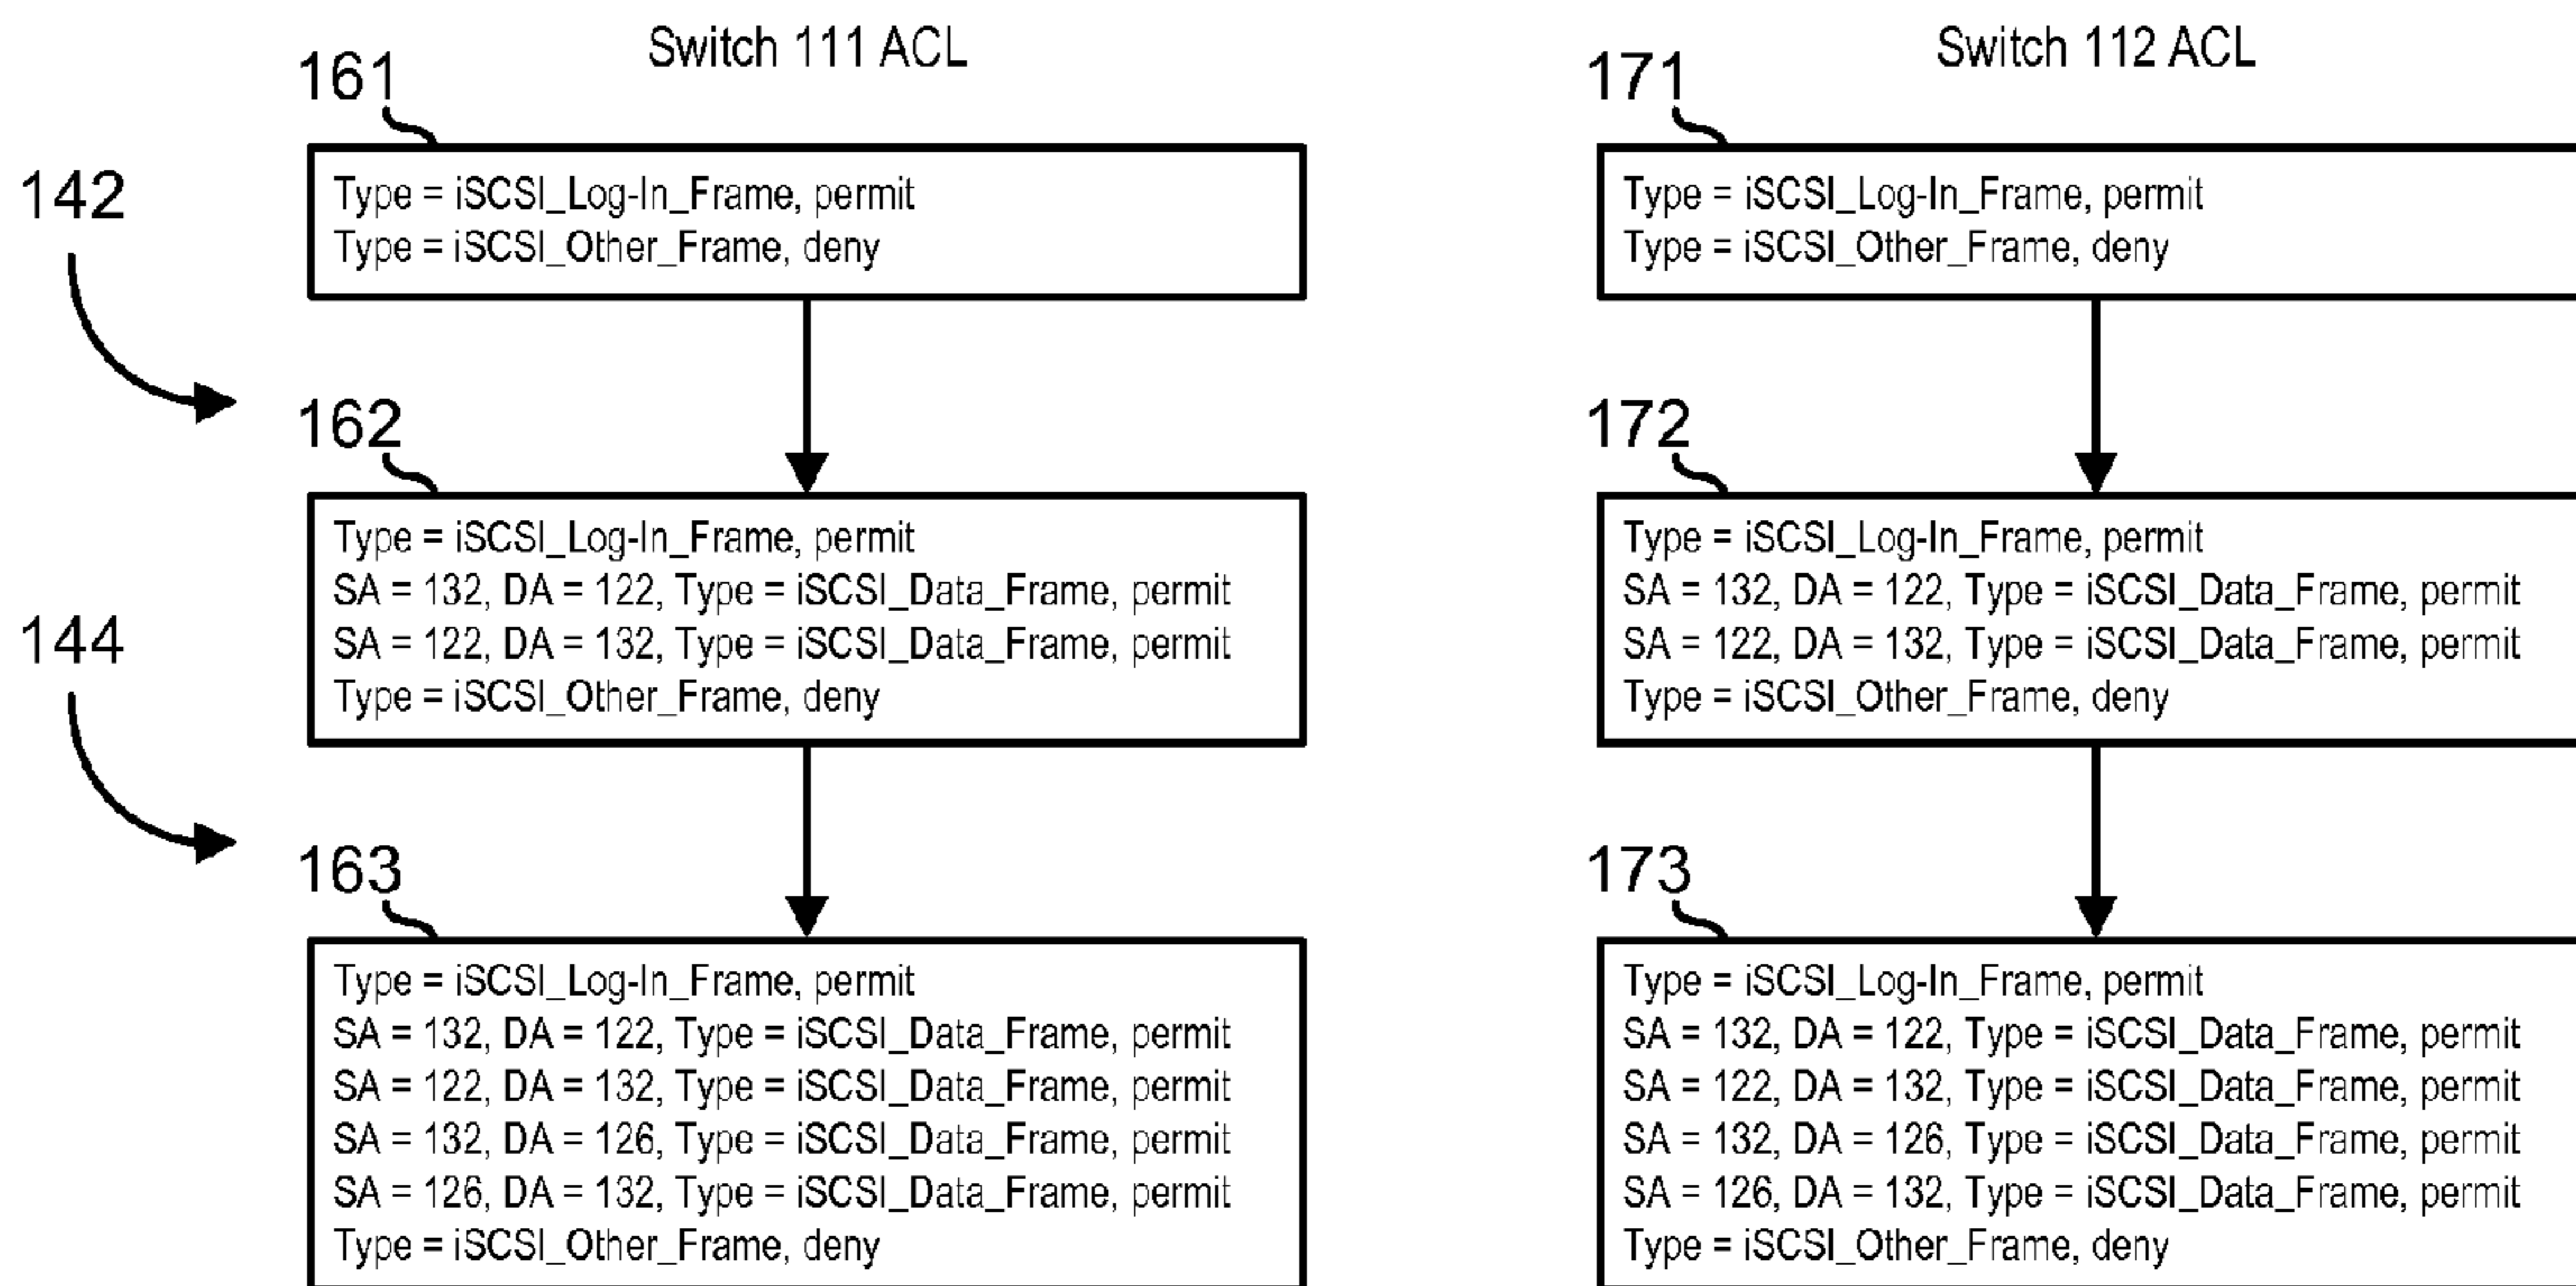 Switch 111 ACL
161
142
Type = iSCSI_Log-In_Frame, permit
Type = iSCSI_Other_Frame, deny
162
Type = iSCSI_Log-In_Frame, permit
SA = 132, DA = 122, Type = iSCSI_Data_Frame, permit
SA = 122, DA = 132, Type = iSCSI_Data_Frame, permit
Type = iSCSI_Other_Frame, deny
144
163
Type = iSCSI_Log-In_Frame, permit
SA = 132, DA = 122, Type = iSCSI_Data_Frame, permit
SA = 122, DA = 132, Type = iSCSI_Data_Frame, permit
SA = 132, DA = 126, Type = iSCSI_Data_Frame, permit
SA = 126, DA = 132, Type = iSCSI_Data_Frame, permit
Type = iSCSI_Other_Frame, deny
Switch 112 ACL
171
Type = iSCSI_Log-In_Frame, permit
Type = iSCSI_Other_Frame, deny
172
Type = iSCSI_Log-In_Frame, permit
SA = 132, DA = 122, Type = iSCSI_Data_Frame, permit
SA = 122, DA = 132, Type = iSCSI_Data_Frame, permit
Type = iSCSI_Other_Frame, deny
173
Type = iSCSI_Log-In_Frame, permit
SA = 132, DA = 122, Type = iSCSI_Data_Frame, permit
SA = 122, DA = 132, Type = iSCSI_Data_Frame, permit
SA = 132, DA = 126, Type = iSCSI_Data_Frame, permit
SA = 126, DA = 132, Type = iSCSI_Data_Frame, permit
Type = iSCSI_Other_Frame, deny